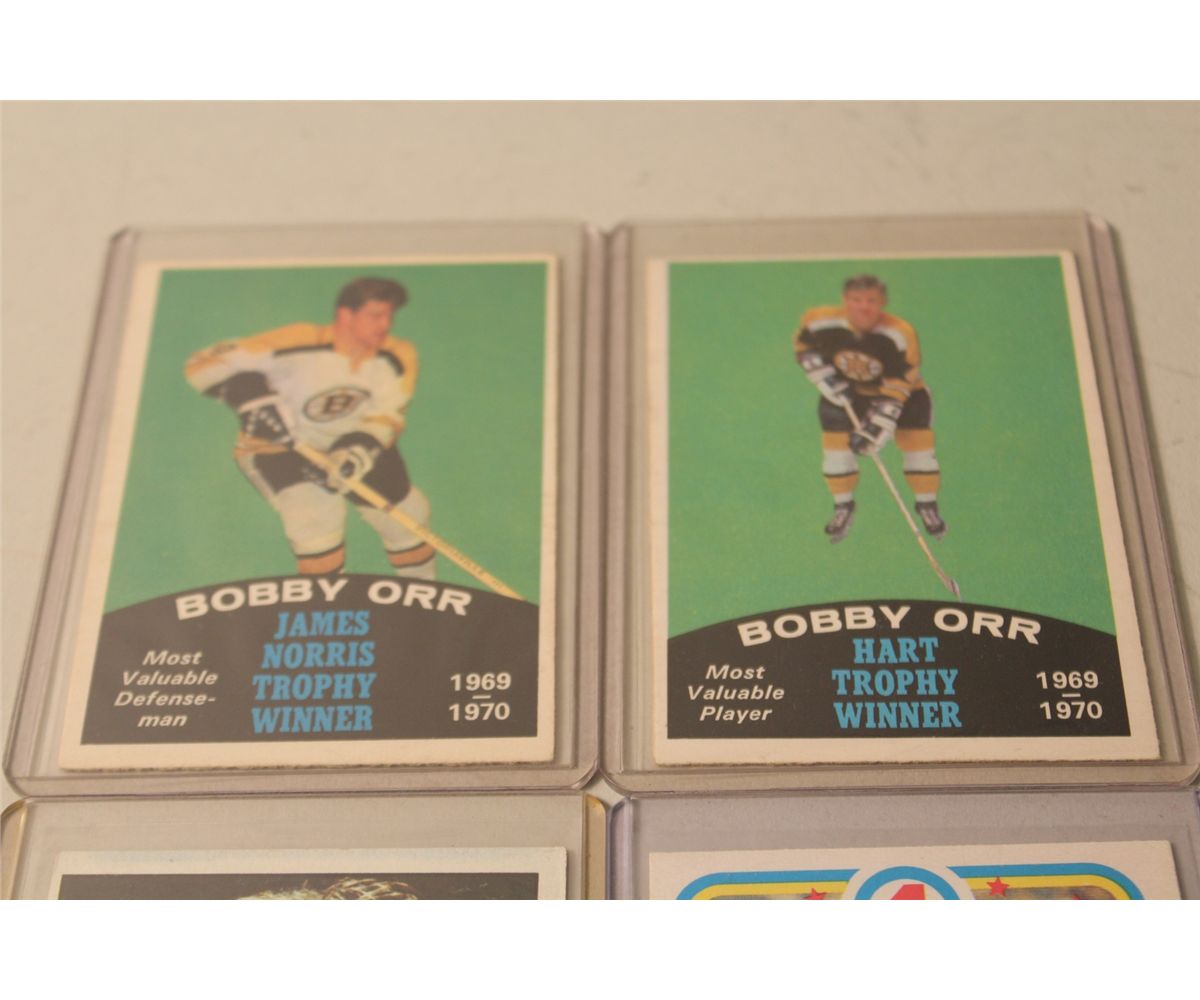 BOBBY ORR
JAMES
NORRIS
TROPHY
WINNER
Most
Valuable
Defense-
man
1969
1970
B
BOBBY ORR
HART
TROPHY
WINNER
Most
Valuable
Player
1969
1970
B